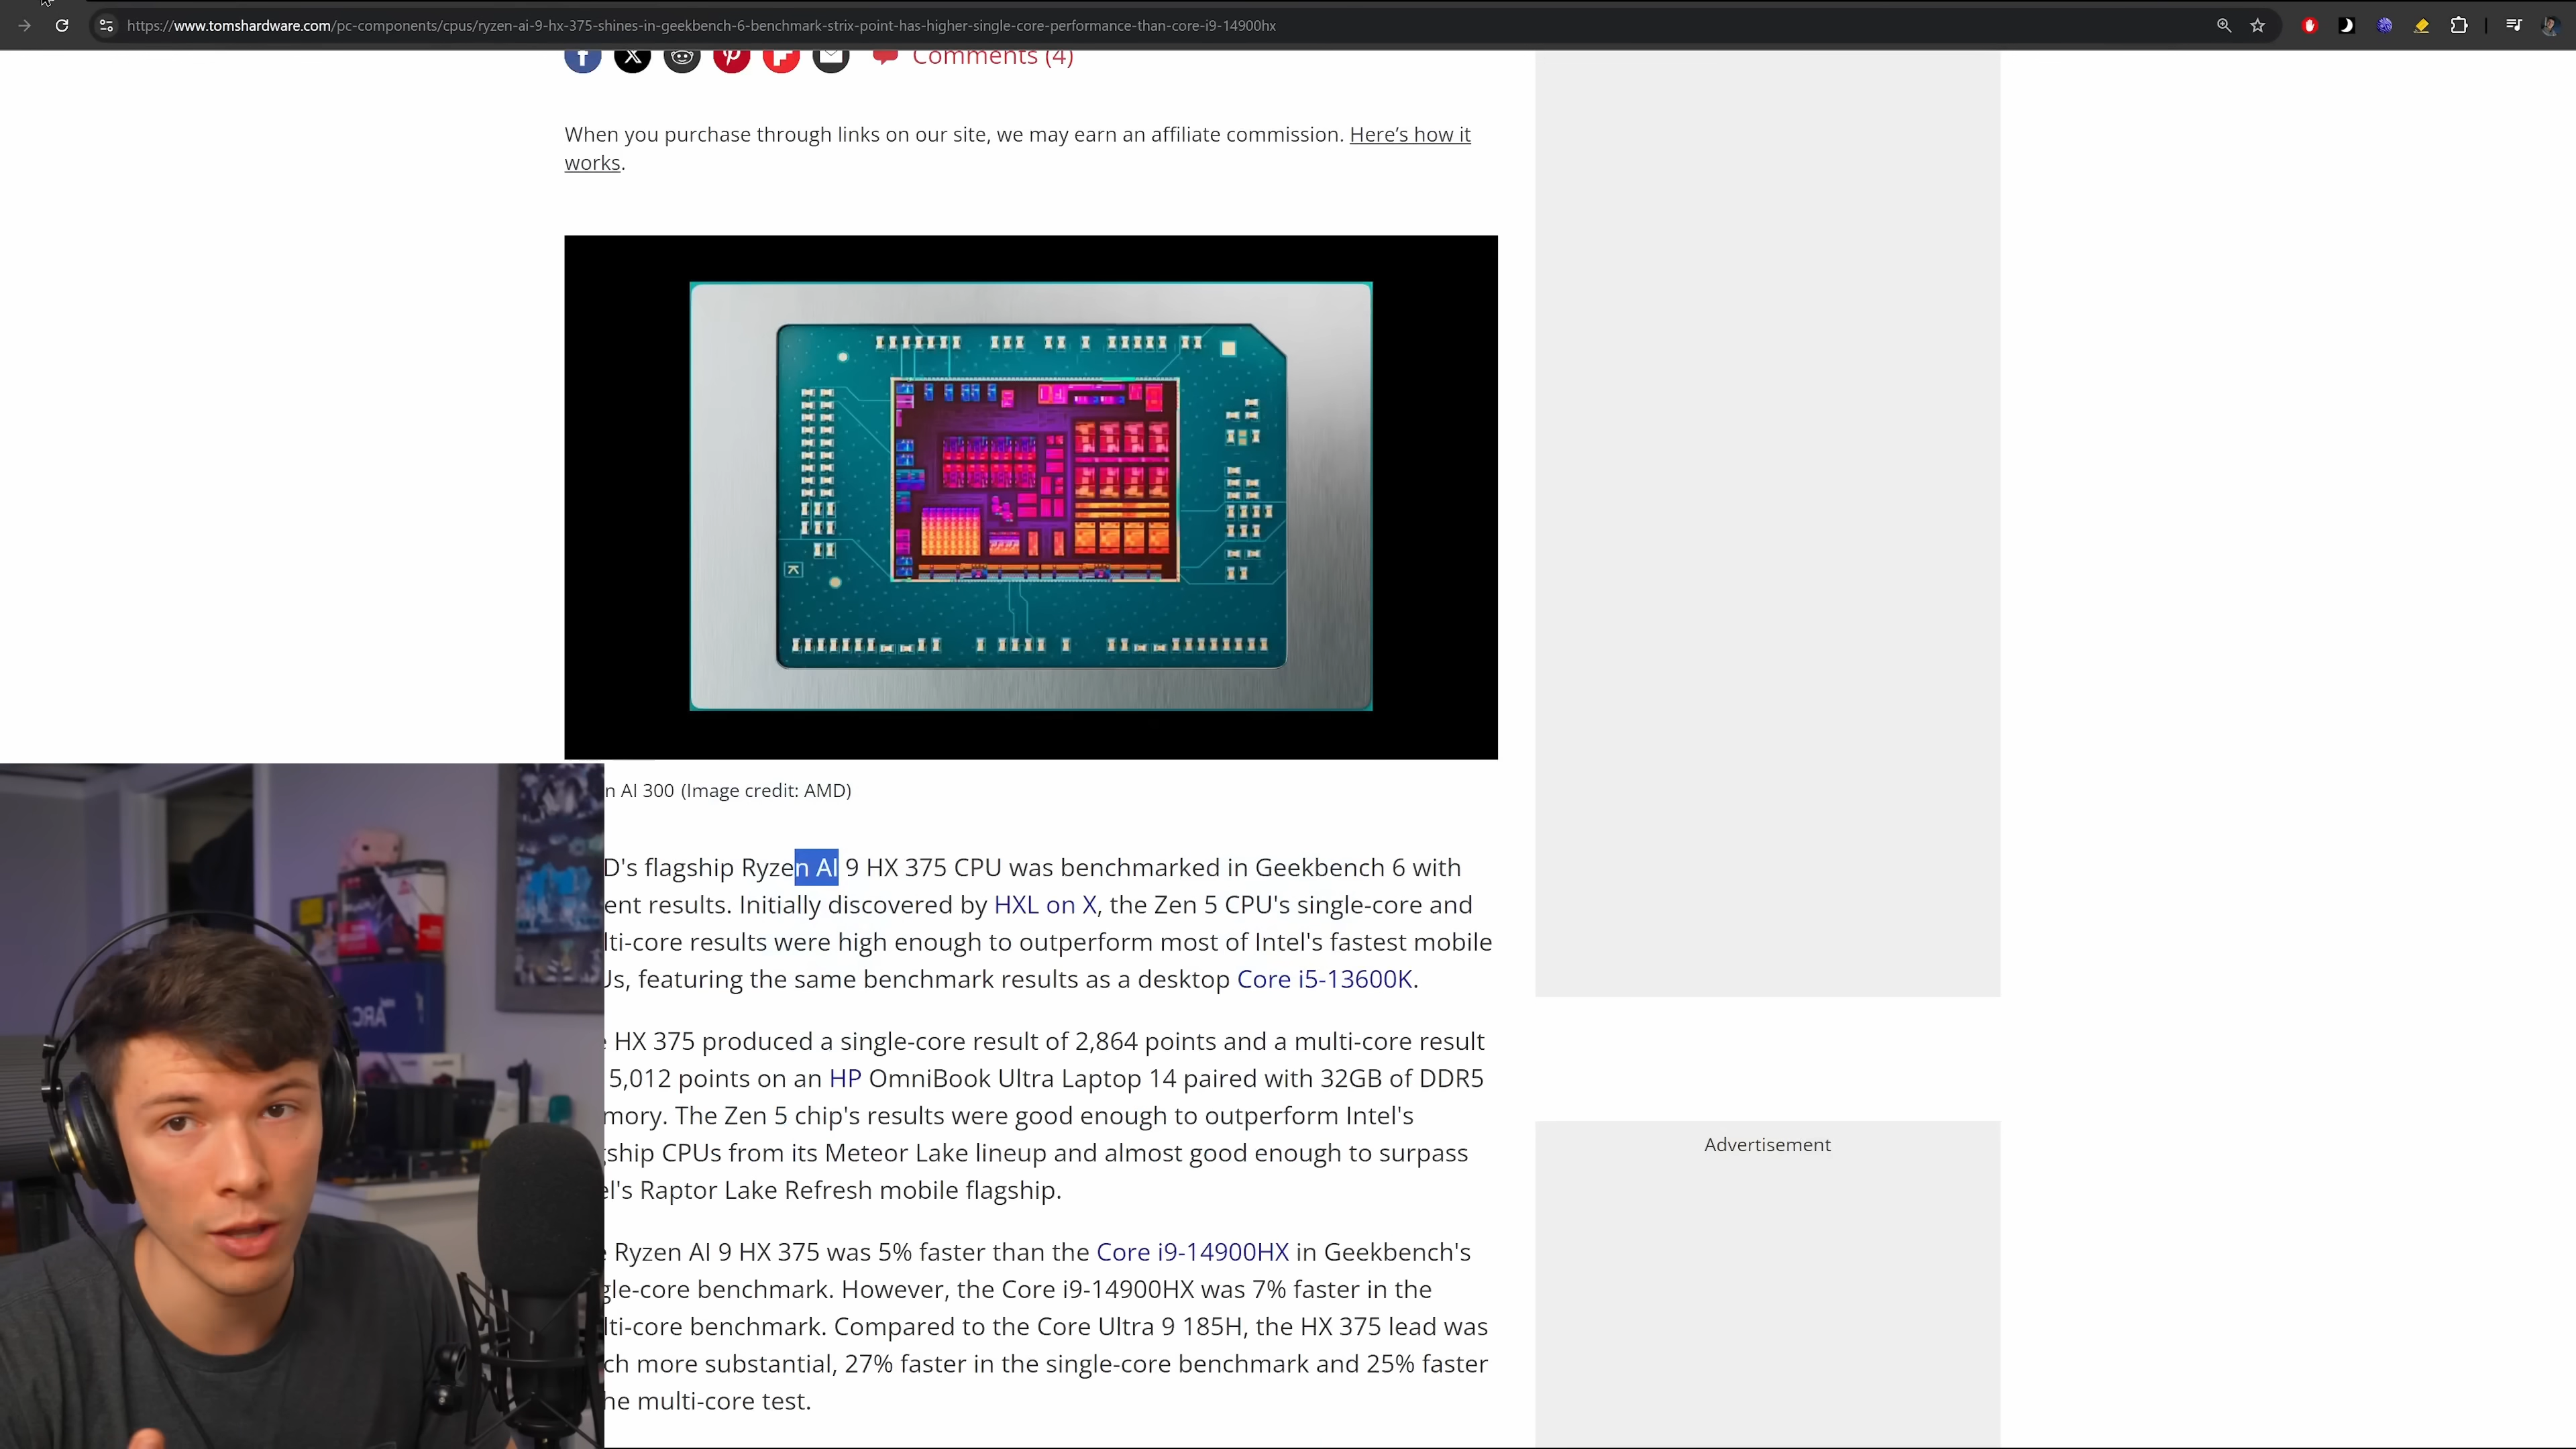 https://www.tomshardware.com/pc-components/cpus/ryzen-ai-9-hx-375-shines-in-geekbench-6-benchmark-strix-point-has-higher-single-core-performance-than-core-i9-14900hx
Comments (4)
When you purchase through links on our site, we may earn an affiliate commission. Here's how it
works.
n AI 300 (Image credit: AMD)
D's flagship Ryzen AI 9 HX 375 CPU was benchmarked in Geekbench 6 with
ent results. Initially discovered by HXL on X, the Zen 5 CPU's single-core and
lti-core results were high enough to outperform most of Intel's fastest mobile
Us, featuring the same benchmark results as a desktop Core i5-13600K.
HX 375 produced a single-core result of 2,864 points and a multi-core result
5,012 points on an HP OmniBook Ultra Laptop 14 paired with 32GB of DDR5
mory. The Zen 5 chip's results were good enough to outperform Intel's
gship CPUs from its Meteor Lake lineup and almost good enough to surpass
el's Raptor Lake Refresh mobile flagship.
Ryzen AI 9 HX 375 was 5% faster than the Core i9-14900HX in Geekbench's
gle-core benchmark. However, the Core i9-14900HX was 7% faster in the
lti-core benchmark. Compared to the Core Ultra 9 185H, the HX 375 lead was
ch more substantial, 27% faster in the single-core benchmark and 25% faster
he multi-core test.
Advertisement
ARC